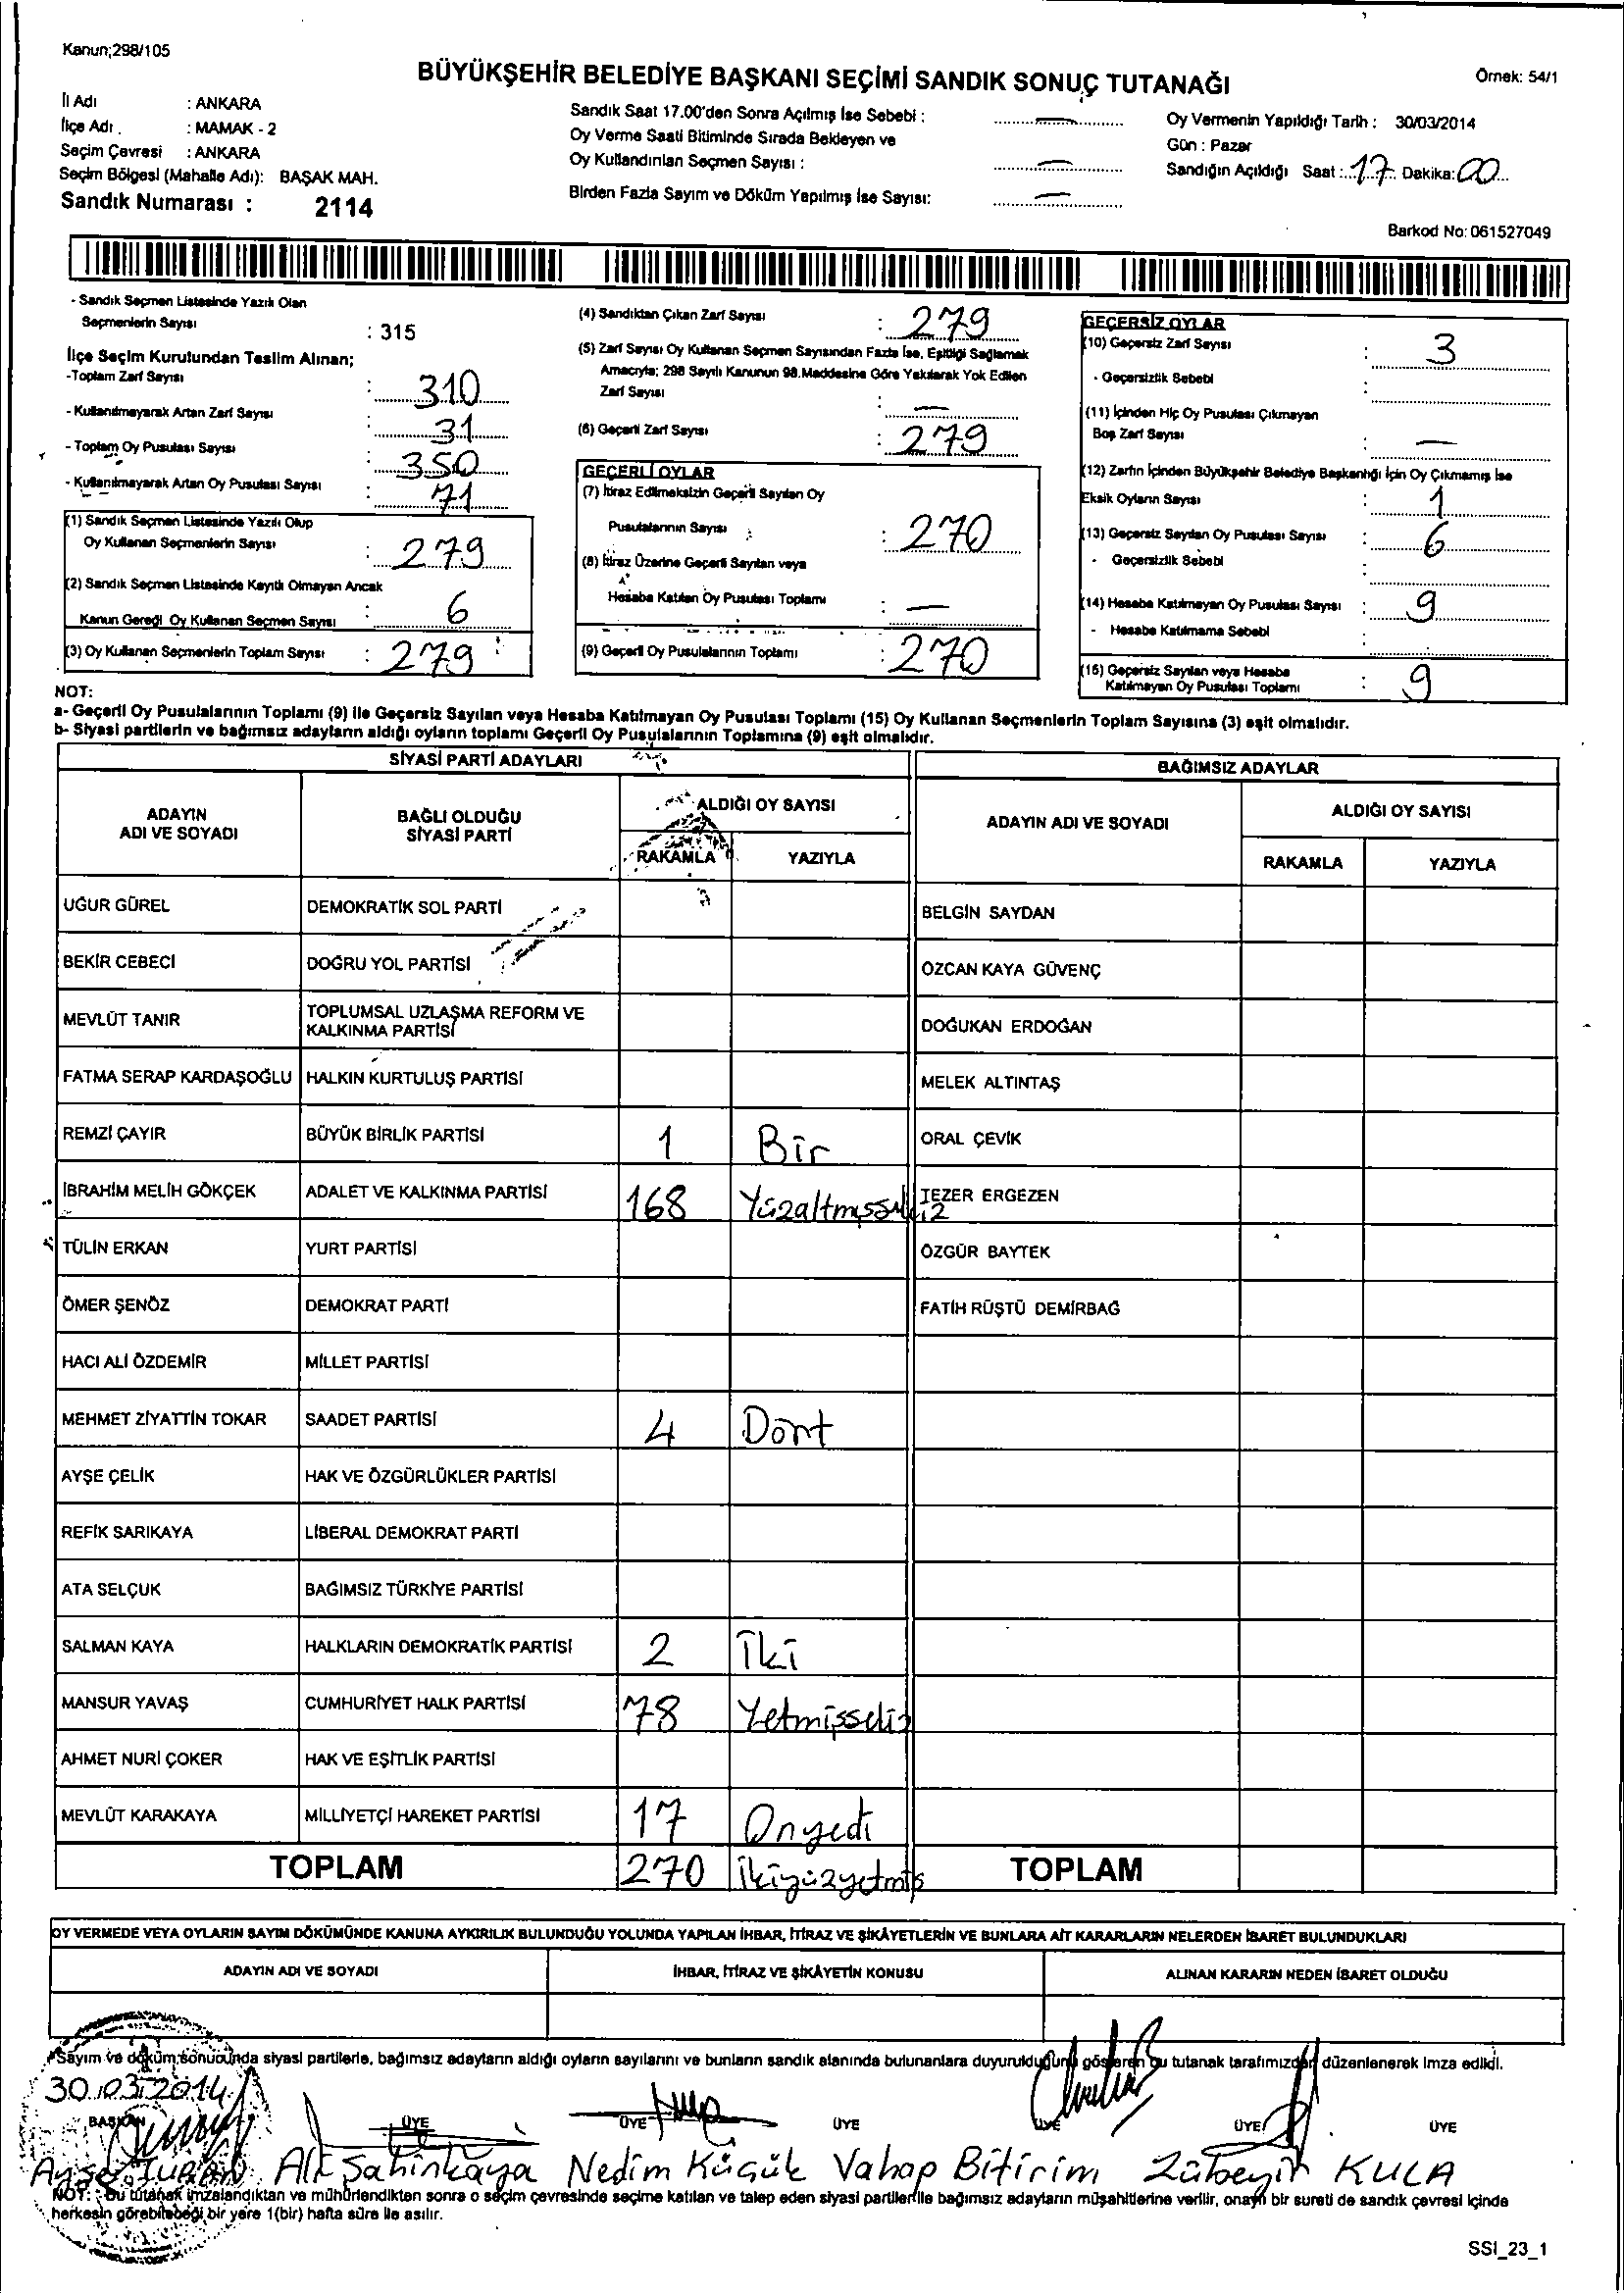 Kanun;298/105
BÜYÜKŞEHİR BELEDİYE BAŞKANI SEÇİMİ SANDIK SONUÇ TUTANAĞI
Örnek: 54/1
İl Adı : ANKARA
İlçe Adı : MAMAK - 2
Seçim Çevresi : ANKARA
Seçim Bölgesi (Mahalle Adı): BAŞAK MAH.
Sandık Numarası : 2114
Sandık Saat 17.00'den Sonra Açılmış İse Sebebi : —
Oy Verme Saati Bitiminde Sırada Bekleyen ve
Oy Kullandırılan Seçmen Sayısı : —
Birden Fazla Sayım ve Döküm Yapılmış İse Sayısı: —
Oy Vermenin Yapıldığı Tarih : 30/03/2014
Gün : Pazar
Sandığın Açıldığı Saat : 17 Dakika: 00
Barkod No: 061527049
- Sandık Seçmen Listesinde Yazılı Olan
Seçmenlerin Sayısı : 315
İlçe Seçim Kurulundan Teslim Alınan;
-Toplam Zarf Sayısı : 310
- Kullanılmayarak Artan Zarf Sayısı : 31
- Toplam Oy Pusulası Sayısı : 350
- Kullanılmayarak Artan Oy Pusulası Sayısı : 71
(1) Sandık Seçmen Listesinde Yazılı Olup
Oy Kullanan Seçmenlerin Sayısı : 279
(2) Sandık Seçmen Listesinde Kayıtlı Olmayan Ancak
Kanun Gereği Oy Kullanan Seçmen Sayısı : 6
(3) Oy Kullanan Seçmenlerin Toplam Sayısı : 279
(4) Sandıktan Çıkan Zarf Sayısı : 279
(5) Zarf Sayısı Oy Kullanan Seçmen Sayısından Fazla İse, Eşitliği Sağlamak
Amacıyla; 298 Sayılı Kanunun 98.Maddesine Göre Yakılarak Yok Edilen
Zarf Sayısı : —
(6) Geçerli Zarf Sayısı : 279
GEÇERLİ OYLAR
(7) İtiraz Edilmeksizin Geçerli Sayılan Oy
Pusulalarının Sayısı : 270
(8) İtiraz Üzerine Geçerli Sayılan veya
Hesaba Katılan Oy Pusulası Toplamı : —
(9) Geçerli Oy Pusulalarının Toplamı : 270
GEÇERSİZ OYLAR
(10) Geçersiz Zarf Sayısı : 3
- Geçersizlik Sebebi :
(11) İçinden Hiç Oy Pusulası Çıkmayan
Boş Zarf Sayısı : —
(12) Zarfın İçinden Büyükşehir Belediye Başkanlığı İçin Oy Çıkmamış İse
Eksik Oyların Sayısı : 1
(13) Geçersiz Sayılan Oy Pusulası Sayısı : 6
- Geçersizlik Sebebi :
(14) Hesaba Katılmayan Oy Pusulası Sayısı : 9
- Hesaba Katılmama Sebebi :
(15) Geçersiz Sayılan veya Hesaba
Katılmayan Oy Pusulası Toplamı : 9
NOT:
a- Geçerli Oy Pusulalarının Toplamı (9) ile Geçersiz Sayılan veya Hesaba Katılmayan Oy Pusulası Toplamı (15) Oy Kullanan Seçmenlerin Toplam Sayısına (3) eşit olmalıdır.
b- Siyasi partilerin ve bağımsız adayların aldığı oyların toplamı Geçerli Oy Pusulalarının Toplamına (9) eşit olmalıdır.
SİYASİ PARTİ ADAYLARI BAĞIMSIZ ADAYLAR
ADAYIN ADI VE SOYADI BAĞLI OLDUĞU SİYASİ PARTİ ALDIĞI OY SAYISI ADAYIN ADI VE SOYADI ALDIĞI OY SAYISI
RAKAMLA YAZIYLA RAKAMLA YAZIYLA
UĞUR GÜREL DEMOKRATİK SOL PARTİ BELGİN SAYDAN
BEKİR CEBECİ DOĞRU YOL PARTİSİ ÖZCAN KAYA GÜVENÇ
MEVLÜT TANIR TOPLUMSAL UZLAŞMA REFORM VE KALKINMA PARTİSİ DOĞUKAN ERDOĞAN
FATMA SERAP KARDAŞOĞLU HALKIN KURTULUŞ PARTİSİ MELEK ALTINTAŞ
REMZİ ÇAYIR BÜYÜK BİRLİK PARTİSİ 1 Bir ORAL ÇEVİK
İBRAHİM MELİH GÖKÇEK ADALET VE KALKINMA PARTİSİ 168 Yüzaltmışsekiz TEZER ERGEZEN
TÜLİN ERKAN YURT PARTİSİ ÖZGÜR BAYTEK
ÖMER ŞENÖZ DEMOKRAT PARTİ FATİH RÜŞTÜ DEMİRBAĞ
HACI ALİ ÖZDEMİR MİLLET PARTİSİ
MEHMET ZİYATTİN TOKAR SAADET PARTİSİ 4 Dört
AYŞE ÇELİK HAK VE ÖZGÜRLÜKLER PARTİSİ
REFİK SARIKAYA LİBERAL DEMOKRAT PARTİ
ATA SELÇUK BAĞIMSIZ TÜRKİYE PARTİSİ
SALMAN KAYA HALKLARIN DEMOKRATİK PARTİSİ 2 İki
MANSUR YAVAŞ CUMHURİYET HALK PARTİSİ 78 Yetmişsekiz
AHMET NURİ ÇOKER HAK VE EŞİTLİK PARTİSİ
MEVLÜT KARAKAYA MİLLİYETÇİ HAREKET PARTİSİ 17 Onyedi
TOPLAM 270 ikiyüzyetmiş TOPLAM
OY VERMEDE VEYA OYLARIN SAYIM DÖKÜMÜNDE KANUNA AYKIRILIK BULUNDUĞU YOLUNDA YAPILAN İHBAR, İTİRAZ VE ŞİKÂYETLERİN VE BUNLARA AİT KARARLARIN NELERDEN İBARET BULUNDUKLARI
ADAYIN ADI VE SOYADI İHBAR, İTİRAZ VE ŞİKÂYETİN KONUSU ALINAN KARARIN NEDEN İBARET OLDUĞU
Sayım ve döküm sonucunda siyasi partilerle, bağımsız adayların aldığı oyların sayılarını ve bunların sandık alanında bulunanlara duyurulduğunu gösteren bu tutanak tarafımızdan düzenlenerek imza edildi.
30.03.2014
BAŞKAN ÜYE ÜYE ÜYE ÜYE ÜYE ÜYE
Ayşe TURAN Ali Şahinkaya Nedim Küçük Vahap Bitirim Zübeyir KULA
NOT: Bu tutanak imzalandıktan ve mühürlendikten sonra o seçim çevresinde seçime katılan ve talep eden siyasi partiler ile bağımsız adayların müşahitlerine verilir, onaylı bir sureti de sandık çevresi içinde
herkesin görebileceği bir yere 1(bir) hafta süre ile asılır.
SSI_23_1